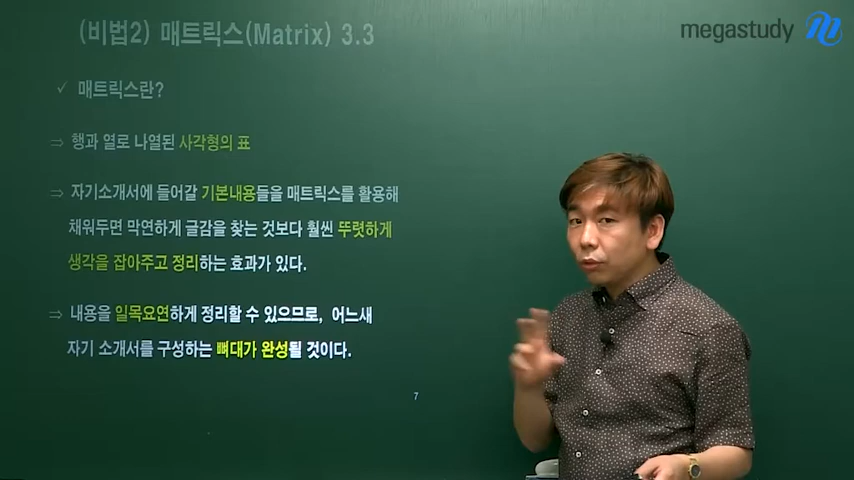 (비법2) 매트릭스(Matrix) 3.3
megastudy
✓ 매트릭스란?
⇒ 행과 열로 나열된 사각형의 표
⇒ 자기소개서에 들어갈 기본내용들을 매트릭스를 활용해
채워두면 막연하게 글감을 찾는 것보다 훨씬 뚜렷하게
생각을 잡아주고 정리하는 효과가 있다.
⇒ 내용을 일목요연하게 정리할 수 있으므로, 어느새
자기 소개서를 구성하는 뼈대가 완성될 것이다.
7